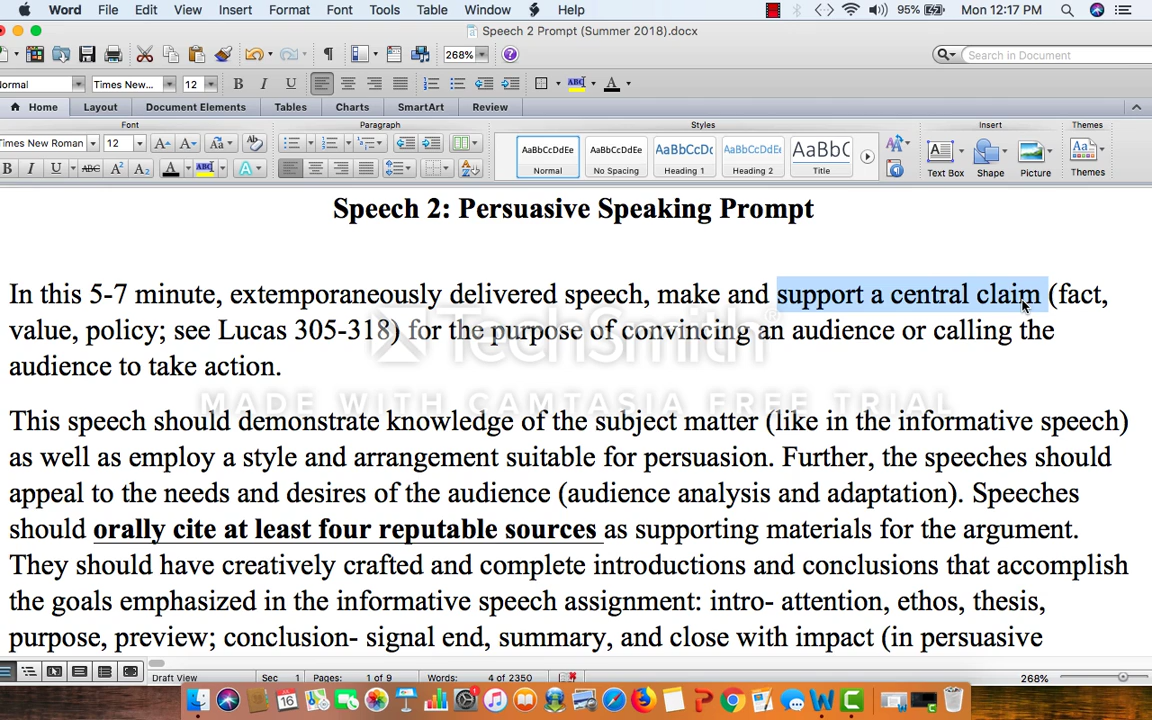 Word File Edit View Insert Format Font Tools Table Window Help 95% Mon 12:17 PM
Speech 2 Prompt (Summer 2018).docx
268% Search in Document
ormal Times New... 12 B I U ABC A
Home Layout Document Elements Tables Charts SmartArt Review
Font Paragraph Styles Insert Themes
Times New Roman 12 A A Aa Abc
B I U ABC A² A₂ A ABC A
AaBbCcDdEe AaBbCcDdEe AaBbCcDc AaBbCcDdEe AaBbC
Normal No Spacing Heading 1 Heading 2 Title Text Box Shape Picture Themes
Speech 2: Persuasive Speaking Prompt
In this 5-7 minute, extemporaneously delivered speech, make and support a central claim (fact,
value, policy; see Lucas 305-318) for the purpose of convincing an audience or calling the
audience to take action.
TechSmith®
MADE WITH CAMTASIA FREE TRIAL
This speech should demonstrate knowledge of the subject matter (like in the informative speech)
as well as employ a style and arrangement suitable for persuasion. Further, the speeches should
appeal to the needs and desires of the audience (audience analysis and adaptation). Speeches
should orally cite at least four reputable sources as supporting materials for the argument.
They should have creatively crafted and complete introductions and conclusions that accomplish
the goals emphasized in the informative speech assignment: intro- attention, ethos, thesis,
purpose, preview; conclusion- signal end, summary, and close with impact (in persuasive
Draft View Sec 1 Pages: 1 of 9 Words: 4 of 2350 268%
16